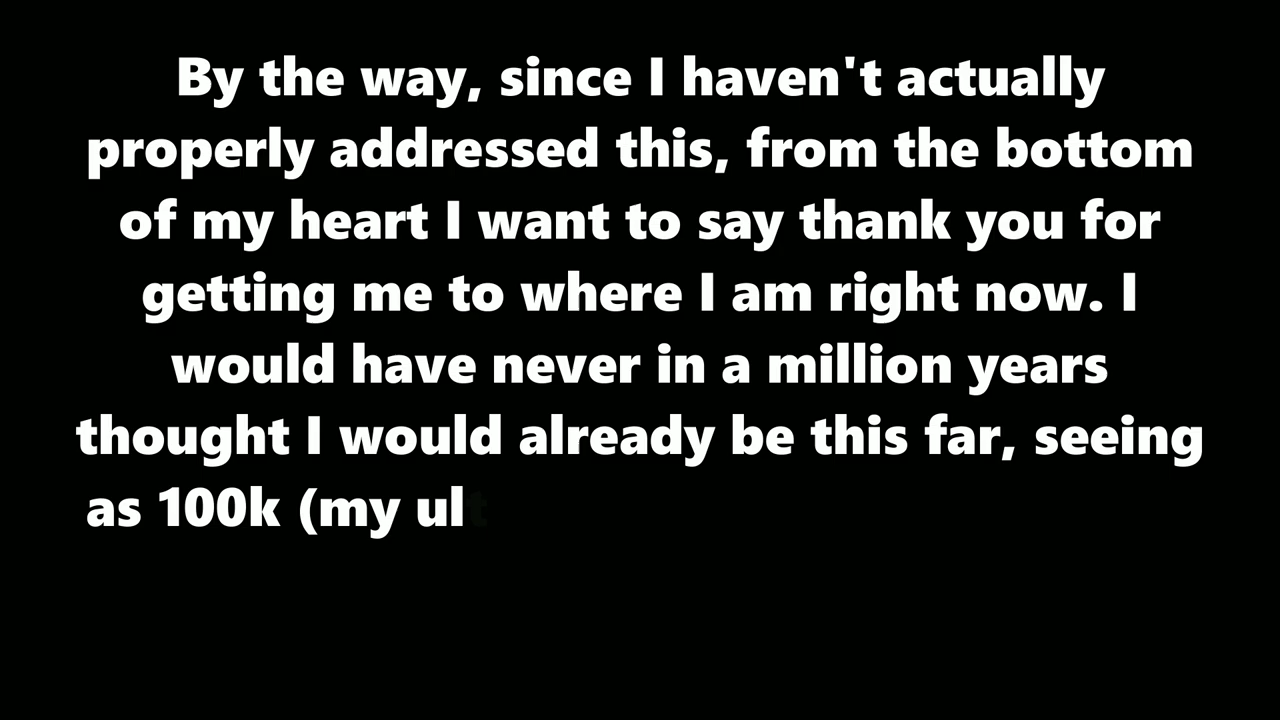 By the way, since I haven't actually
properly addressed this, from the bottom
of my heart I want to say thank you for
getting me to where I am right now. I
would have never in a million years
thought I would already be this far, seeing
as 100k (my ult